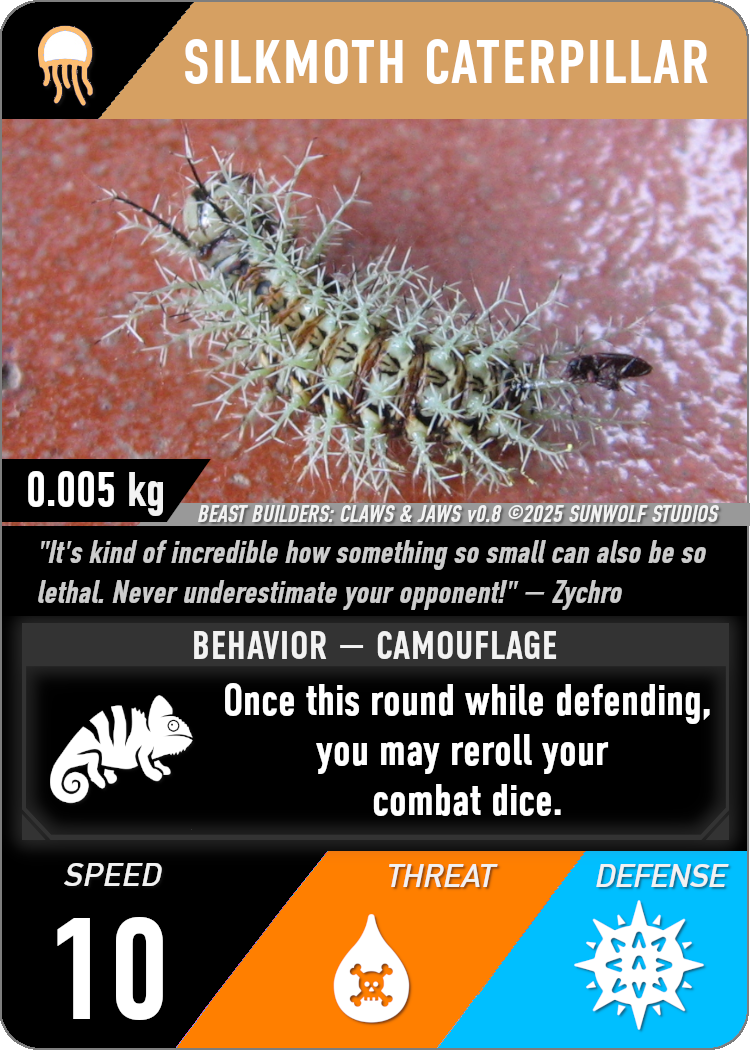 SILKMOTH CATERPILLAR
0.005 kg
BEAST BUILDERS: CLAWS & JAWS v0.8 ©2025 SUNWOLF STUDIOS
"It's kind of incredible how something so small can also be so
lethal. Never underestimate your opponent!" — Zychro
BEHAVIOR — CAMOUFLAGE
Once this round while defending,
you may reroll your
combat dice.
SPEED
THREAT
DEFENSE
10